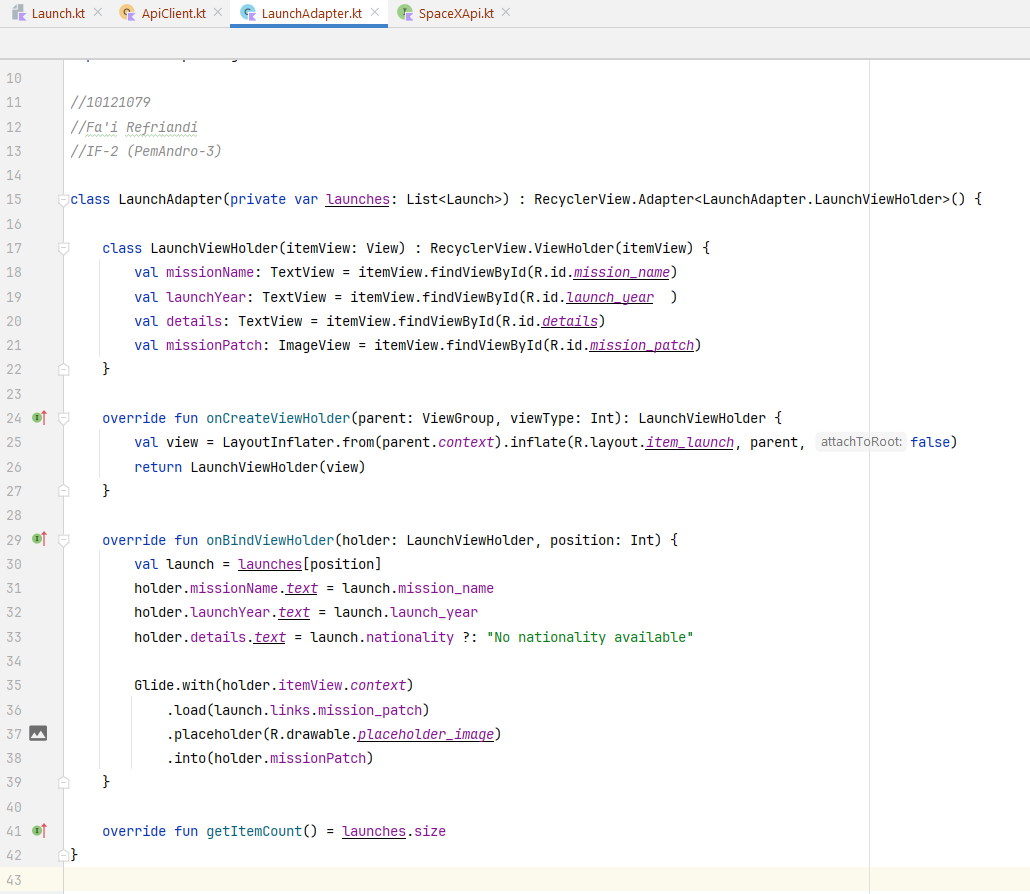 Launch.kt ApiClient.kt LaunchAdapter.kt SpaceXApi.kt
10
11 //10121079
12 //Fa'i Refriandi
13 //IF-2 (PemAndro-3)
14
15 class LaunchAdapter(private var launches: List<Launch>) : RecyclerView.Adapter<LaunchAdapter.LaunchViewHolder>() {
16
17 class LaunchViewHolder(itemView: View) : RecyclerView.ViewHolder(itemView) {
18 val missionName: TextView = itemView.findViewById(R.id.mission_name)
19 val launchYear: TextView = itemView.findViewById(R.id.launch_year  )
20 val details: TextView = itemView.findViewById(R.id.details)
21 val missionPatch: ImageView = itemView.findViewById(R.id.mission_patch)
22 }
23
24 override fun onCreateViewHolder(parent: ViewGroup, viewType: Int): LaunchViewHolder {
25 val view = LayoutInflater.from(parent.context).inflate(R.layout.item_launch, parent, attachToRoot: false)
26 return LaunchViewHolder(view)
27 }
28
29 override fun onBindViewHolder(holder: LaunchViewHolder, position: Int) {
30 val launch = launches[position]
31 holder.missionName.text = launch.mission_name
32 holder.launchYear.text = launch.launch_year
33 holder.details.text = launch.nationality ?: "No nationality available"
34
35 Glide.with(holder.itemView.context)
36 .load(launch.links.mission_patch)
37 .placeholder(R.drawable.placeholder_image)
38 .into(holder.missionPatch)
39 }
40
41 override fun getItemCount() = launches.size
42 }
43